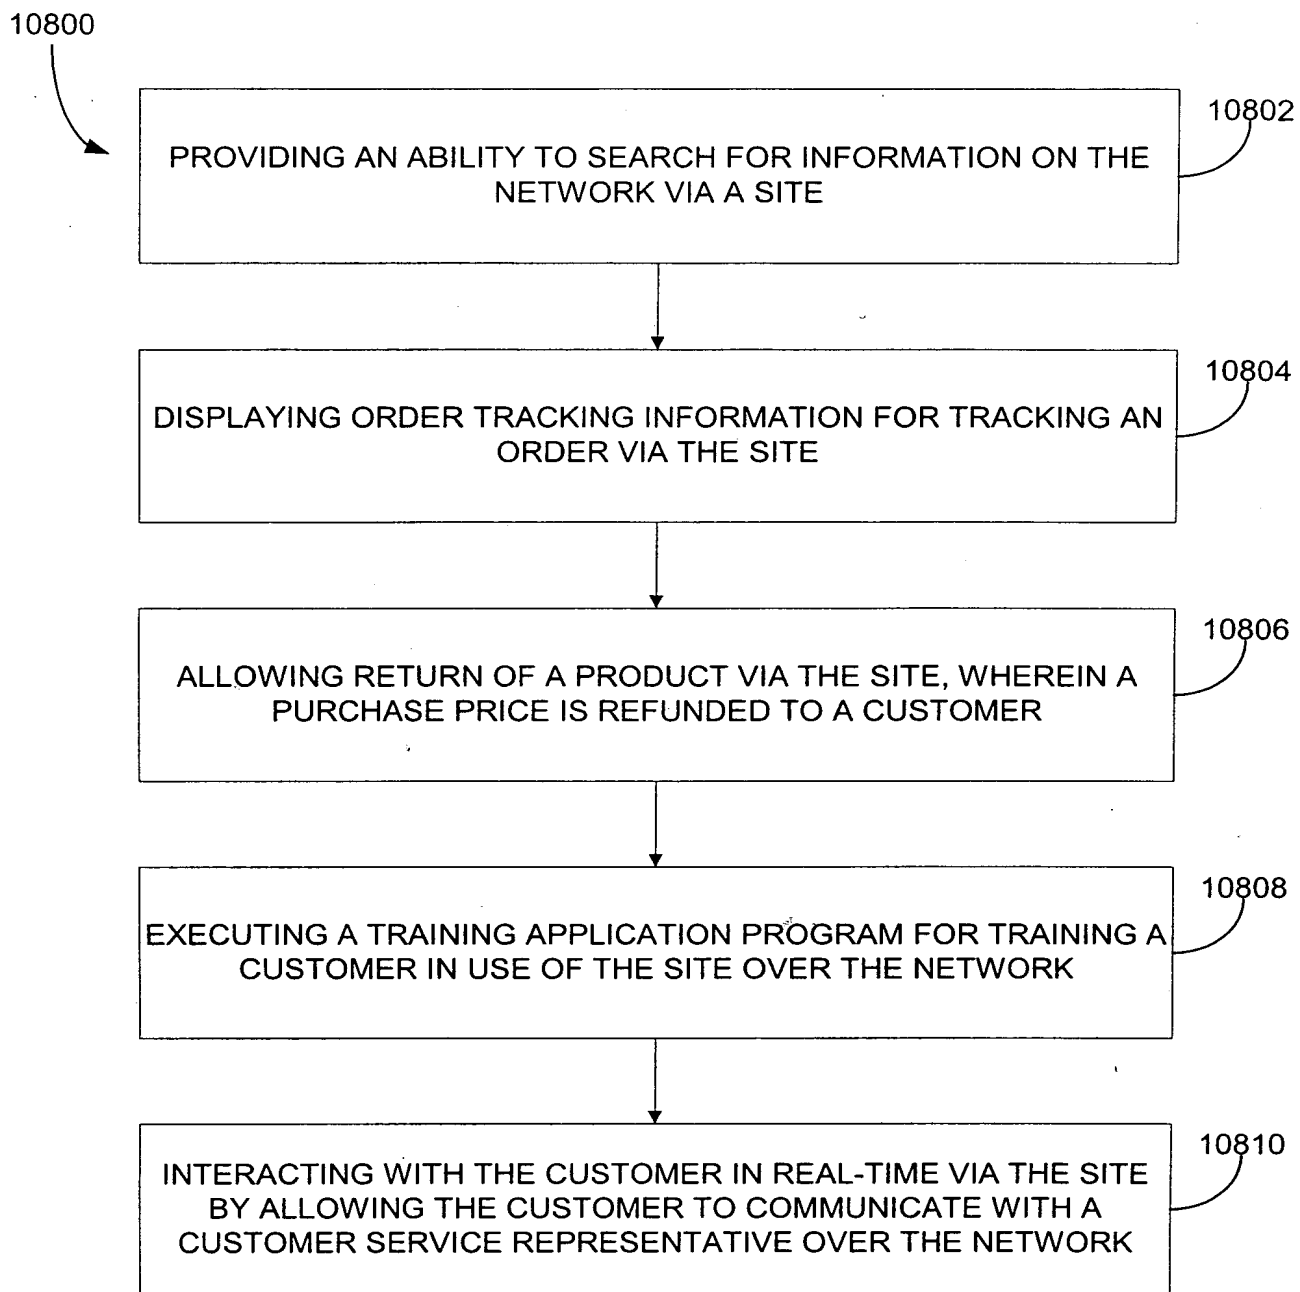 10800
10802
PROVIDING AN ABILITY TO SEARCH FOR INFORMATION ON THE
NETWORK VIA A SITE
10804
DISPLAYING ORDER TRACKING INFORMATION FOR TRACKING AN
ORDER VIA THE SITE
10806
ALLOWING RETURN OF A PRODUCT VIA THE SITE, WHEREIN A
PURCHASE PRICE IS REFUNDED TO A CUSTOMER
10808
EXECUTING A TRAINING APPLICATION PROGRAM FOR TRAINING A
CUSTOMER IN USE OF THE SITE OVER THE NETWORK
10810
INTERACTING WITH THE CUSTOMER IN REAL-TIME VIA THE SITE
BY ALLOWING THE CUSTOMER TO COMMUNICATE WITH A
CUSTOMER SERVICE REPRESENTATIVE OVER THE NETWORK